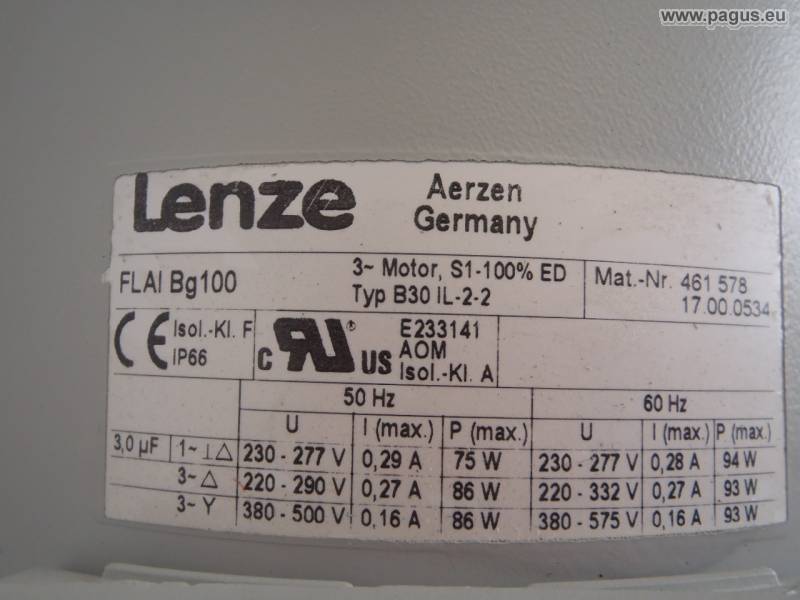 www.pagus.eu
Lenze Aerzen
Germany
FLAI Bg100
3~ Motor, S1-100% ED
Typ B30 IL-2-2
Mat.-Nr. 461 578
17.00.0534
CE Isol.-Kl. F
IP66
c RU ® US
E233141
AOM
Isol.-Kl. A
50 Hz 60 Hz
U I (max.) P (max.) U I (max.) P (max.)
3,0 µF 1~ ⊥ △ 230 - 277 V 0,29 A 75 W 230 - 277 V 0,28 A 94 W
3~ △ 220 - 290 V 0,27 A 86 W 220 - 332 V 0,27 A 93 W
3~ Y 380 - 500 V 0,16 A 86 W 380 - 575 V 0,16 A 93 W